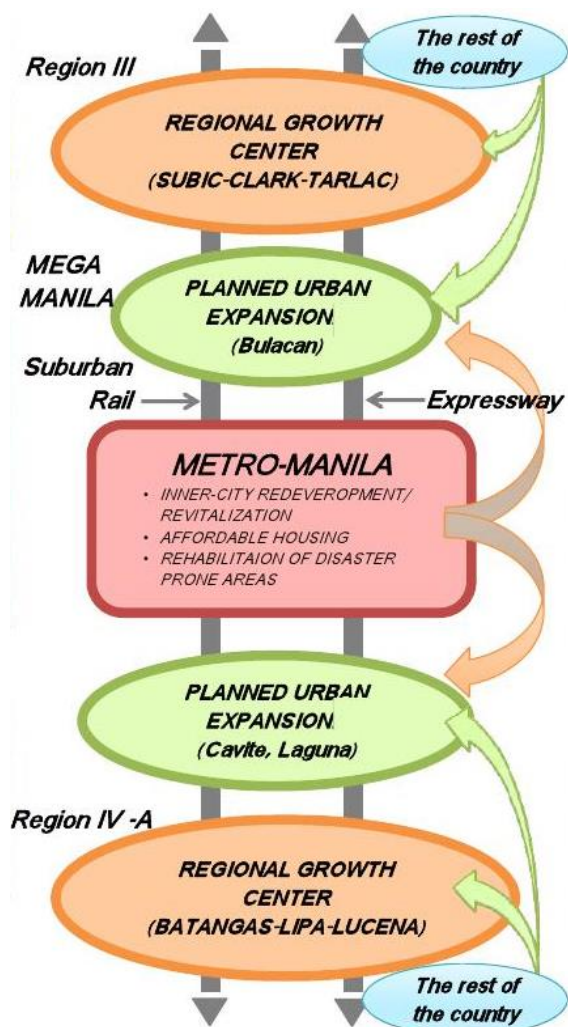 The rest of
the country
Region III
REGIONAL GROWTH
CENTER
(SUBIC-CLARK-TARLAC)
MEGA
MANILA
PLANNED URBAN
EXPANSION
(Bulacan)
Suburban
Rail
Expressway
METRO-MANILA
• INNER-CITY REDEVEROPMENT/
REVITALIZATION
• AFFORDABLE HOUSING
• REHABILITAION OF DISASTER
PRONE AREAS
PLANNED URBAN
EXPANSION
(Cavite, Laguna)
Region IV -A
REGIONAL GROWTH
CENTER
(BATANGAS-LIPA-LUCENA)
The rest of
the country